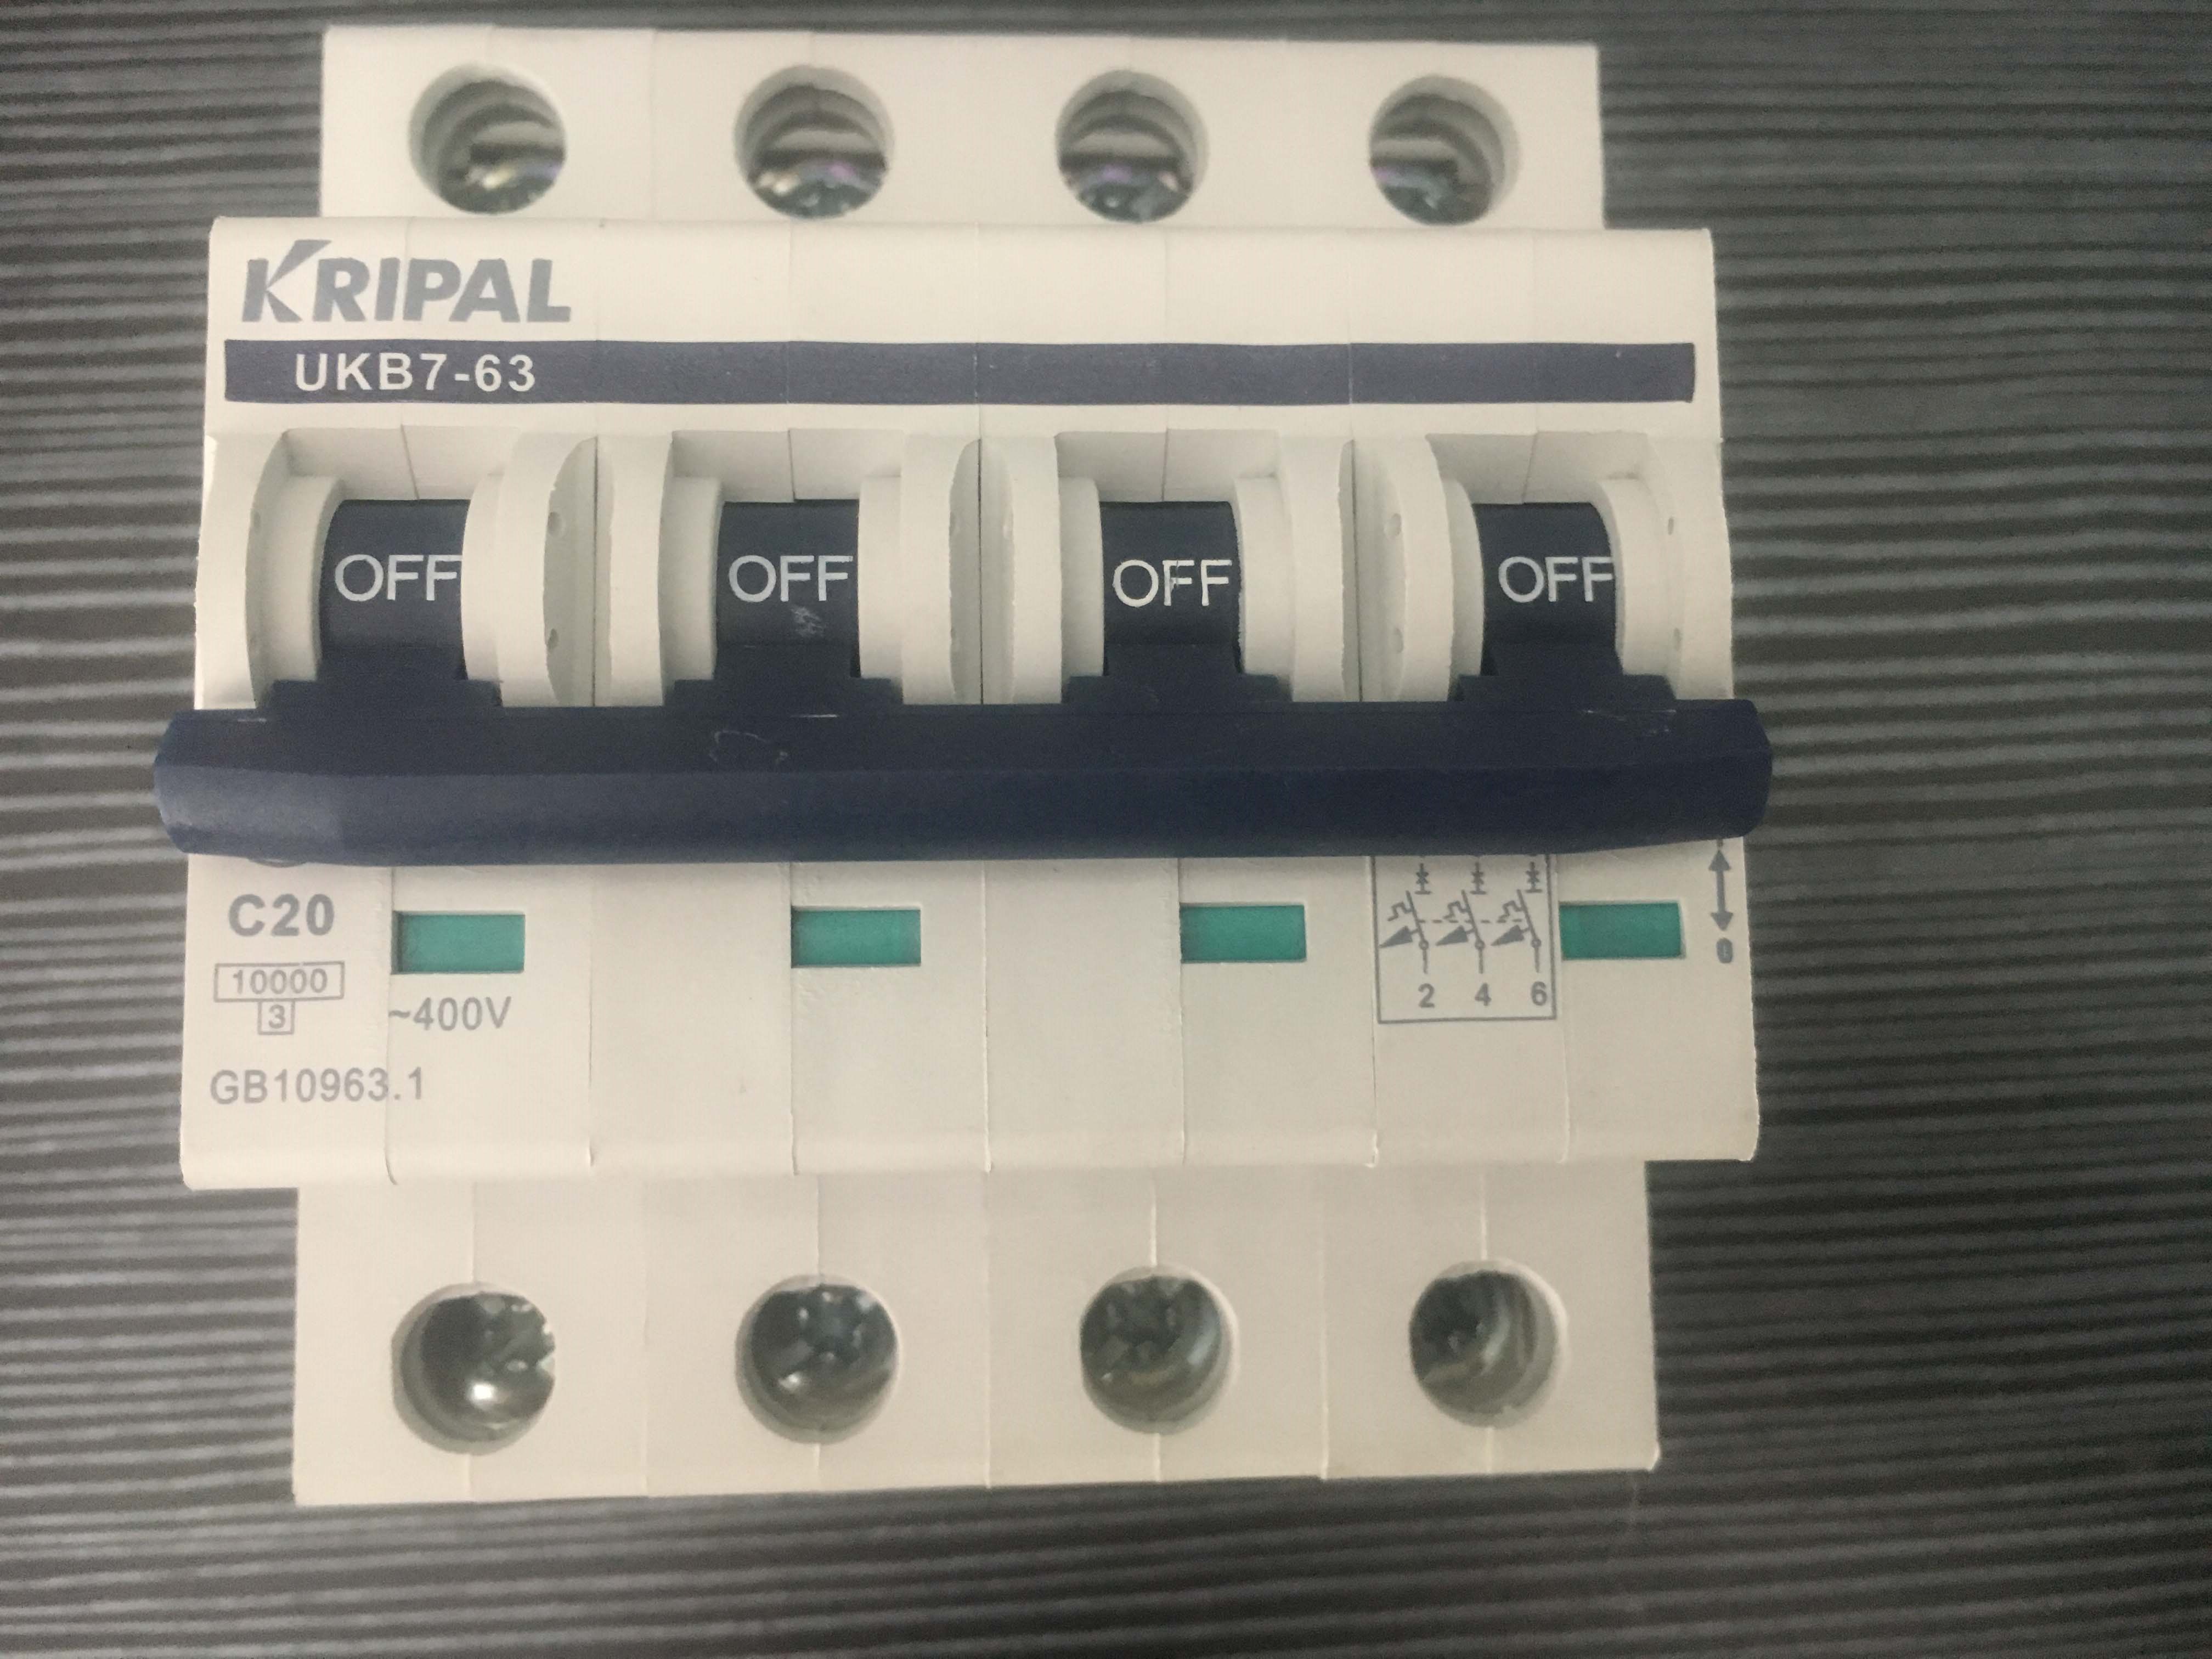 KRIPAL
UKB7-63
OFF OFF OFF OFF
C20
10000
3
~400V
GB10963.1
2 4 6
0